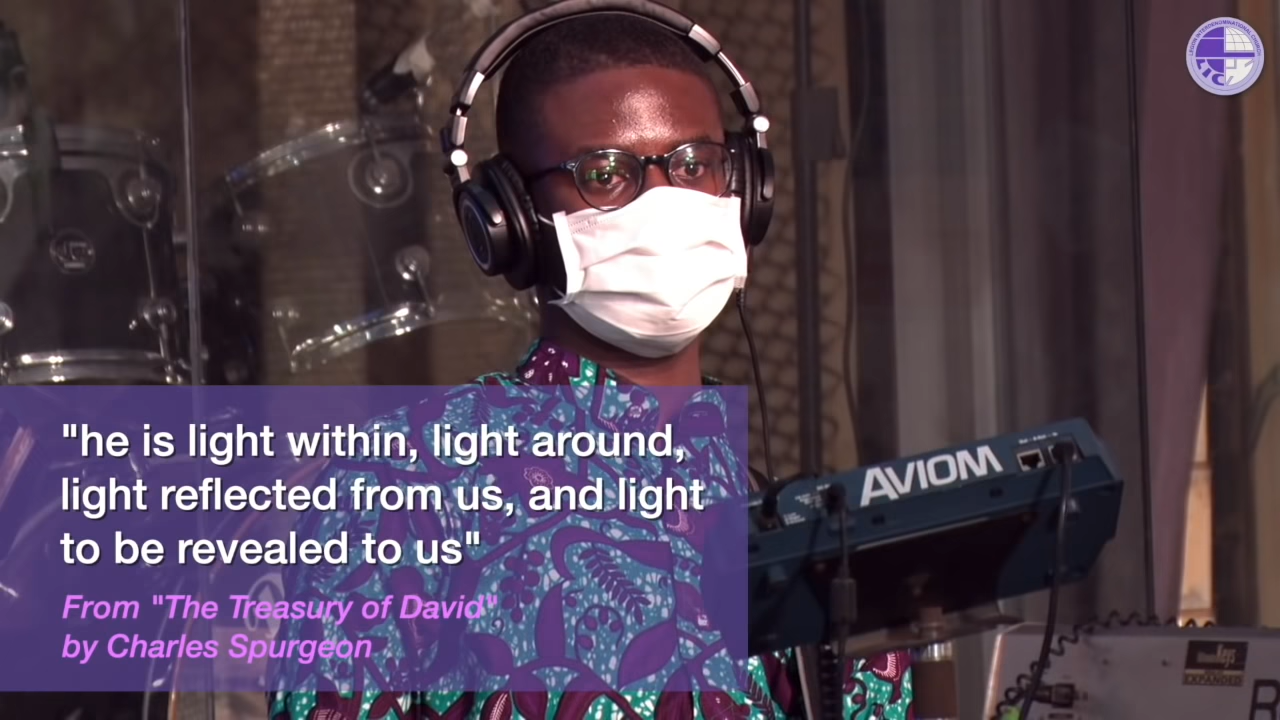 "he is light within, light around,
light reflected from us, and light
to be revealed to us"
From "The Treasury of David"
by Charles Spurgeon
AVIOM
EXPANDED